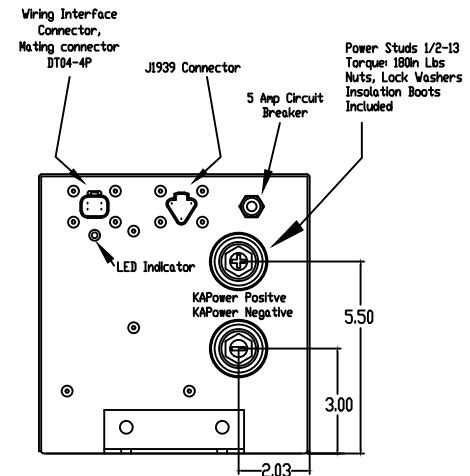 Wiring Interface
Connector,
Mating connector
DT04-4P
J1939 Connector
5 Amp Circuit
Breaker
Power Studs 1/2-13
Torque: 180in Lbs
Nuts, Lock Washers
Insolation Boots
Included
LED Indicator
KAPower Positve
KAPower Negative
5.50
3.00
2.03